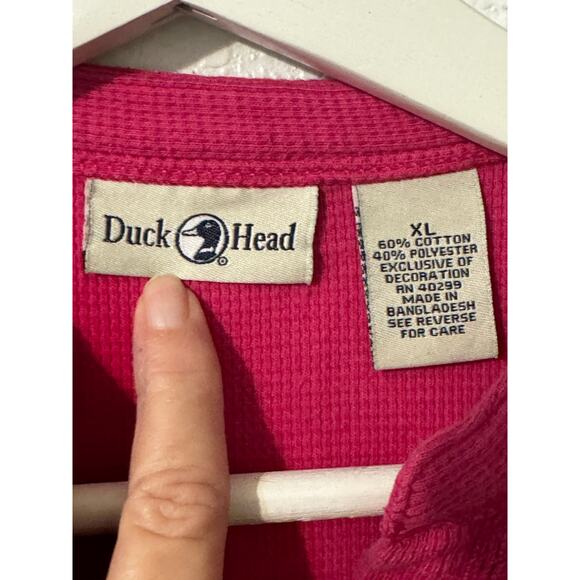 Duck Head®
XL
60% COTTON
40% POLYESTER
EXCLUSIVE OF
DECORATION
RN 40299
MADE IN
BANGLADESH
SEE REVERSE
FOR CARE